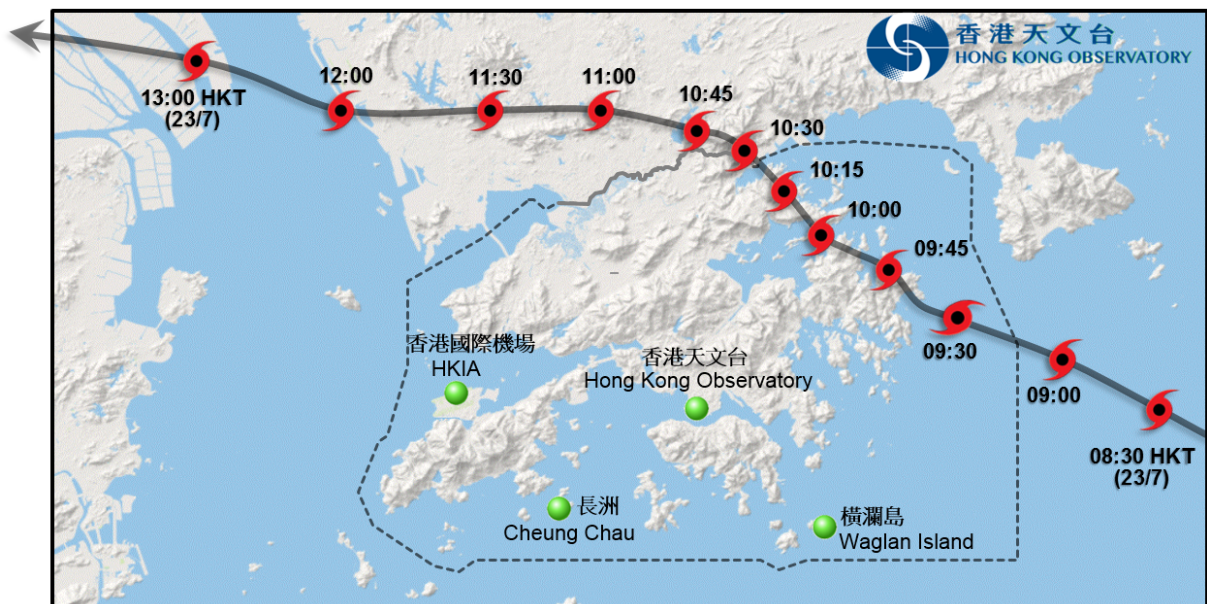 香港天文台
HONG KONG OBSERVATORY
13:00 HKT
(23/7)
12:00
11:30
11:00
10:45
10:30
10:15
10:00
09:45
09:30
09:00
08:30 HKT
(23/7)
香港國際機場
HKIA
香港天文台
Hong Kong Observatory
長洲
Cheung Chau
橫瀾島
Waglan Island